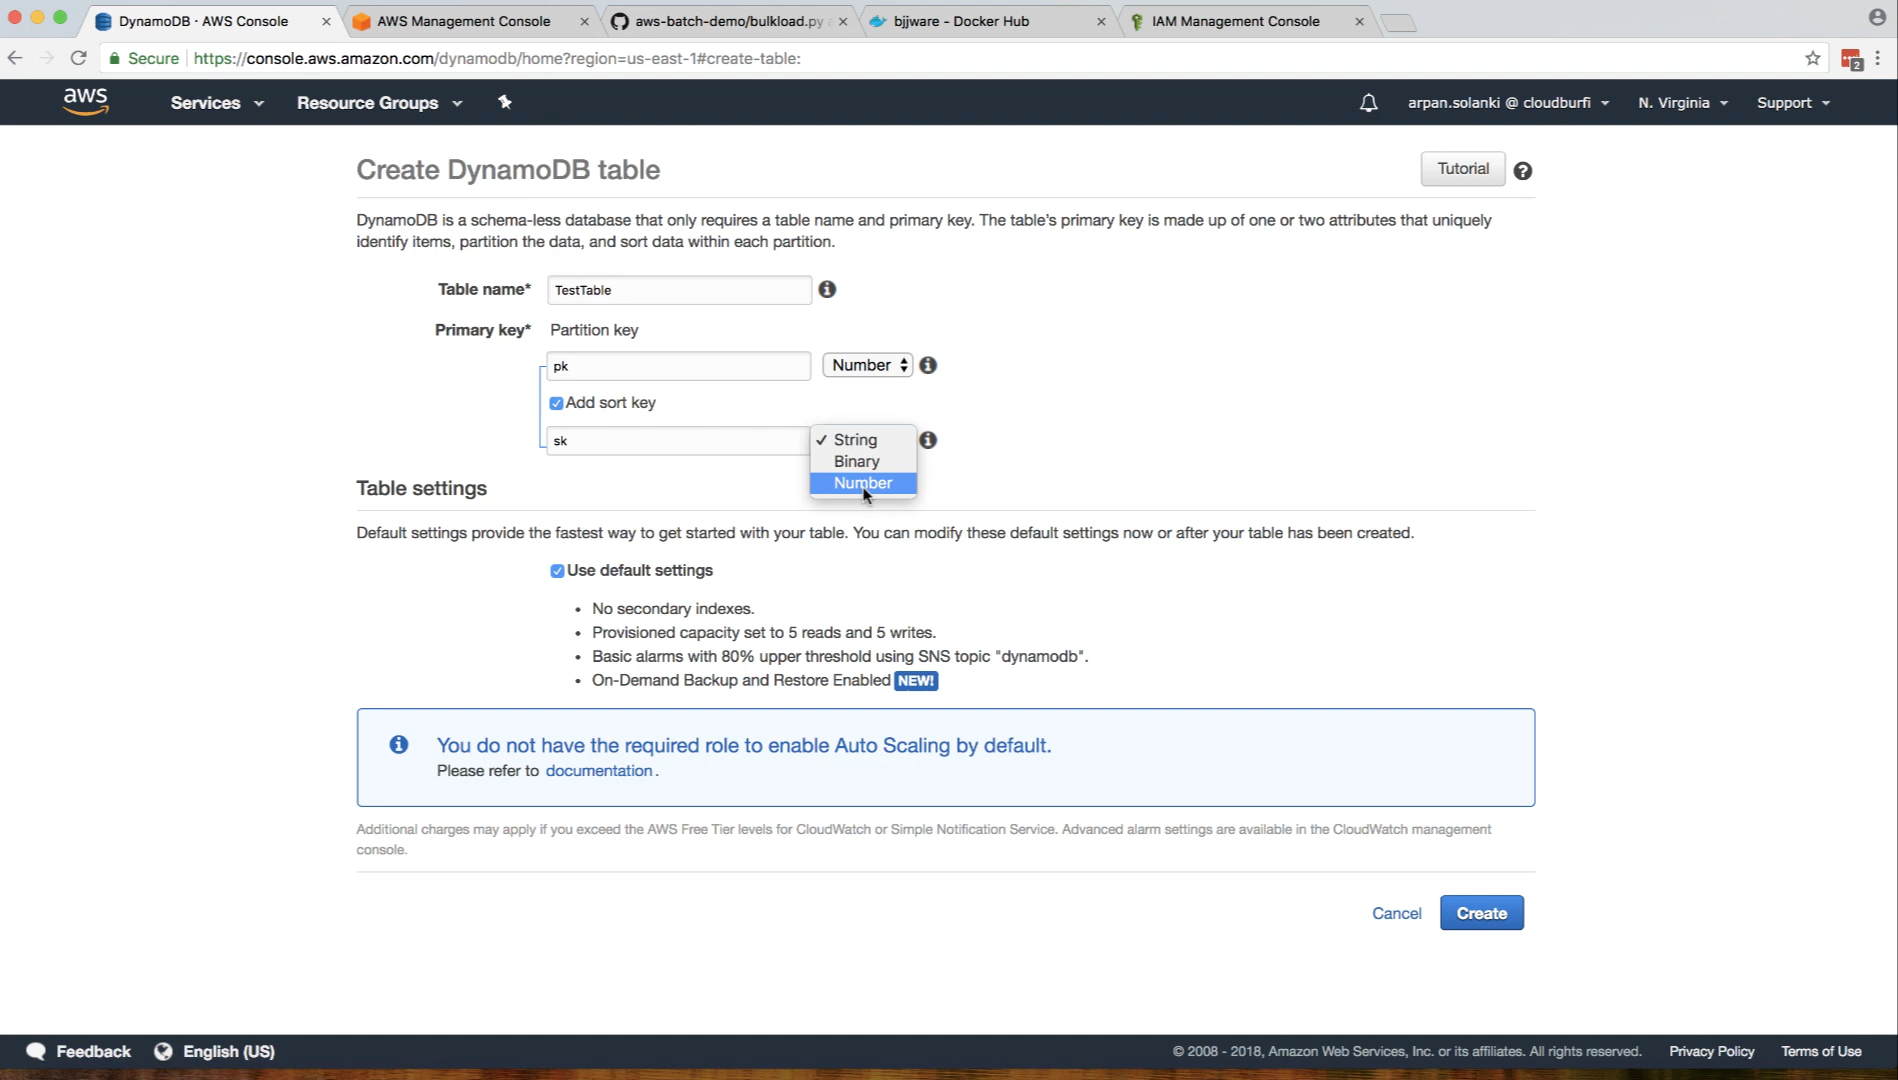 DynamoDB · AWS Console
AWS Management Console
aws-batch-demo/bulkload.py
bjjware - Docker Hub
IAM Management Console
Secure https://console.aws.amazon.com/dynamodb/home?region=us-east-1#create-table:
2
aws
Services
Resource Groups
arpan.solanki @ cloudburfi
N. Virginia
Support
Create DynamoDB table
Tutorial
DynamoDB is a schema-less database that only requires a table name and primary key. The table's primary key is made up of one or two attributes that uniquely
identify items, partition the data, and sort data within each partition.
Table name* TestTable
Primary key* Partition key
pk Number
Add sort key
sk
✓ String
Binary
Number
Table settings
Default settings provide the fastest way to get started with your table. You can modify these default settings now or after your table has been created.
Use default settings
• No secondary indexes.
• Provisioned capacity set to 5 reads and 5 writes.
• Basic alarms with 80% upper threshold using SNS topic "dynamodb".
• On-Demand Backup and Restore Enabled NEW!
You do not have the required role to enable Auto Scaling by default.
Please refer to documentation.
Additional charges may apply if you exceed the AWS Free Tier levels for CloudWatch or Simple Notification Service. Advanced alarm settings are available in the CloudWatch management
console.
Cancel
Create
Feedback
English (US)
© 2008 - 2018, Amazon Web Services, Inc. or its affiliates. All rights reserved.
Privacy Policy
Terms of Use